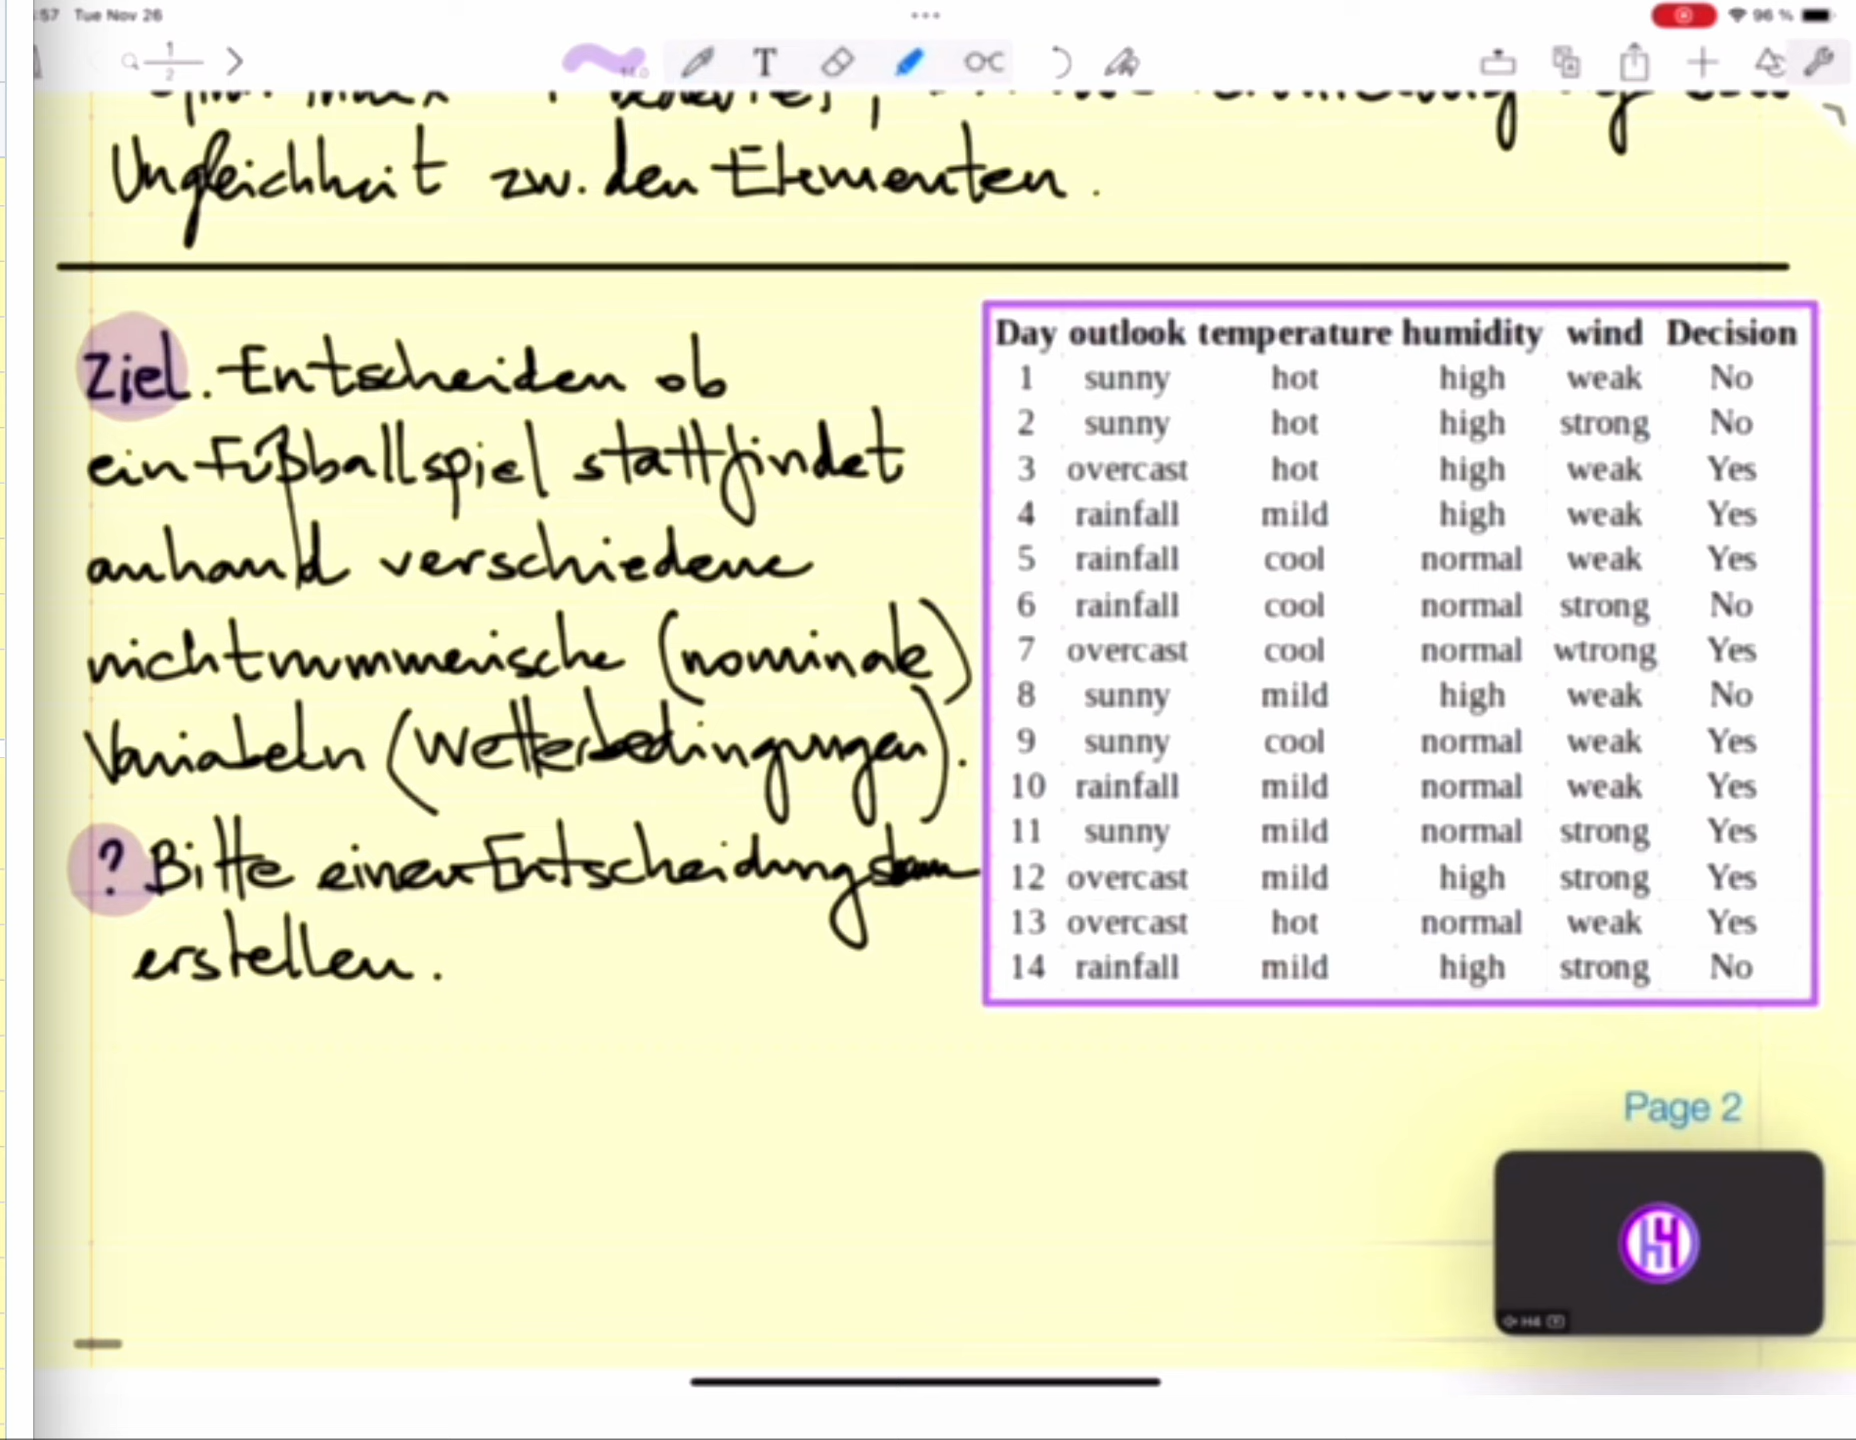 57 Tue Nov 26
96 %
1
2
T
Ungleichheit zw. den Elementen.
Ziel. Entscheiden ob
ein Fußballspiel stattfindet
anhand verschiedene
nichtnummerische (nominale)
Variabeln (Wetterbedingungen).
? Bitte einen Entscheidungsbaum
erstellen.
Day outlook temperature humidity wind Decision
1 sunny hot high weak No
2 sunny hot high strong No
3 overcast hot high weak Yes
4 rainfall mild high weak Yes
5 rainfall cool normal weak Yes
6 rainfall cool normal strong No
7 overcast cool normal wtrong Yes
8 sunny mild high weak No
9 sunny cool normal weak Yes
10 rainfall mild normal weak Yes
11 sunny mild normal strong Yes
12 overcast mild high strong Yes
13 overcast hot normal weak Yes
14 rainfall mild high strong No
Page 2
H4